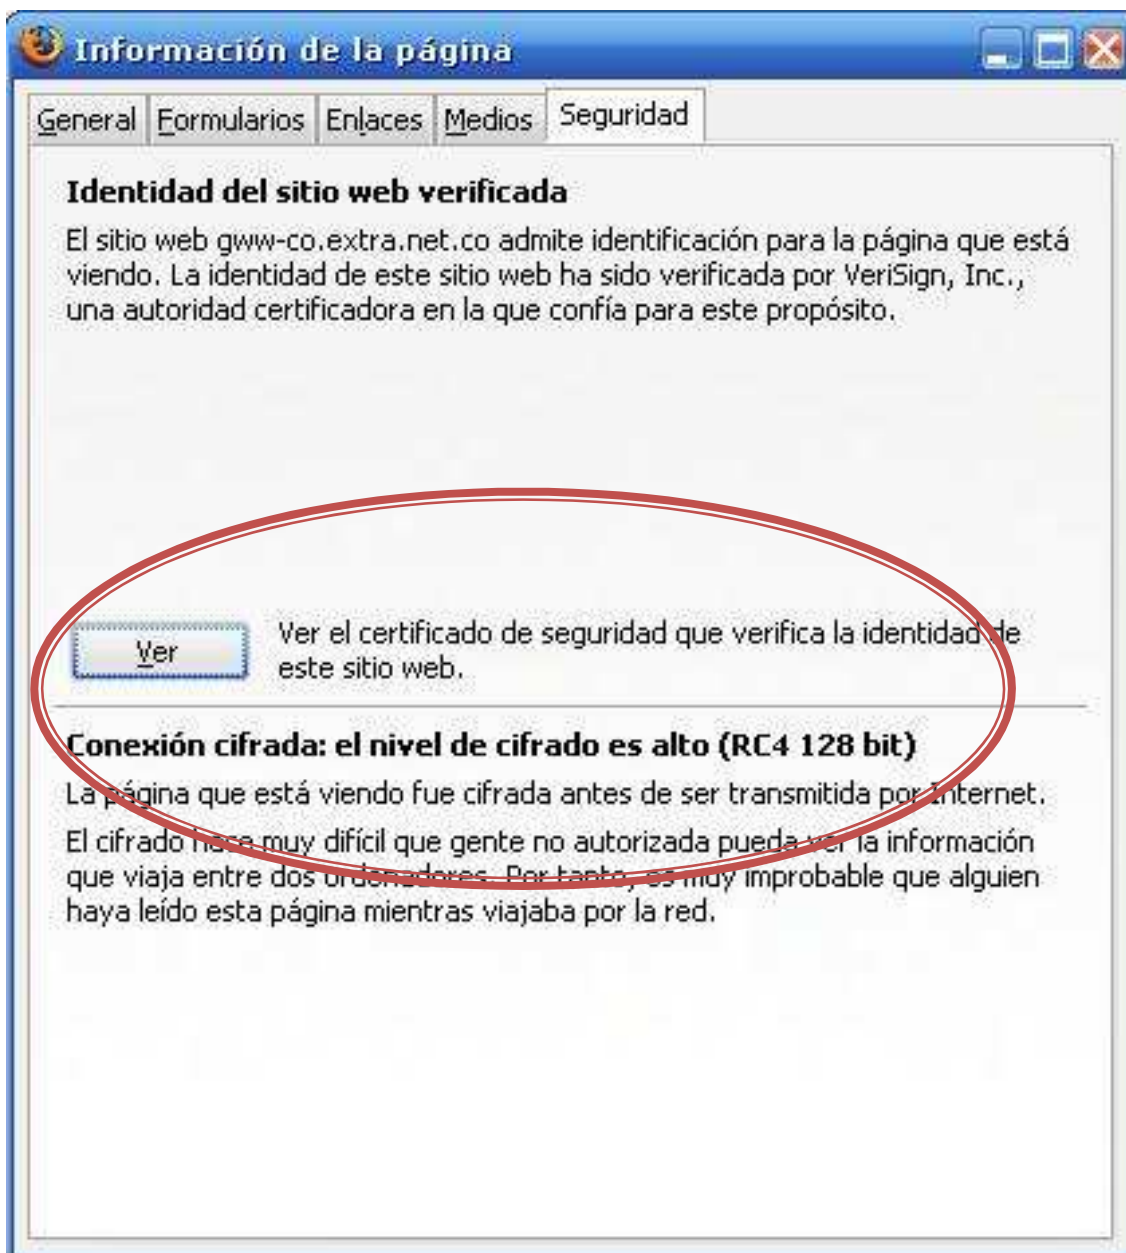 Información de la página
General Formularios Enlaces Medios Seguridad
Identidad del sitio web verificada
El sitio web gww-co.extra.net.co admite identificación para la página que está
viendo. La identidad de este sitio web ha sido verificada por VeriSign, Inc.,
una autoridad certificadora en la que confía para este propósito.
Ver
Ver el certificado de seguridad que verifica la identidad de
este sitio web.
Conexión cifrada: el nivel de cifrado es alto (RC4 128 bit)
La página que está viendo fue cifrada antes de ser transmitida por Internet.
El cifrado hace muy difícil que gente no autorizada pueda ver la información
que viaja entre dos ordenadores. Por tanto, es muy improbable que alguien
haya leído esta página mientras viajaba por la red.